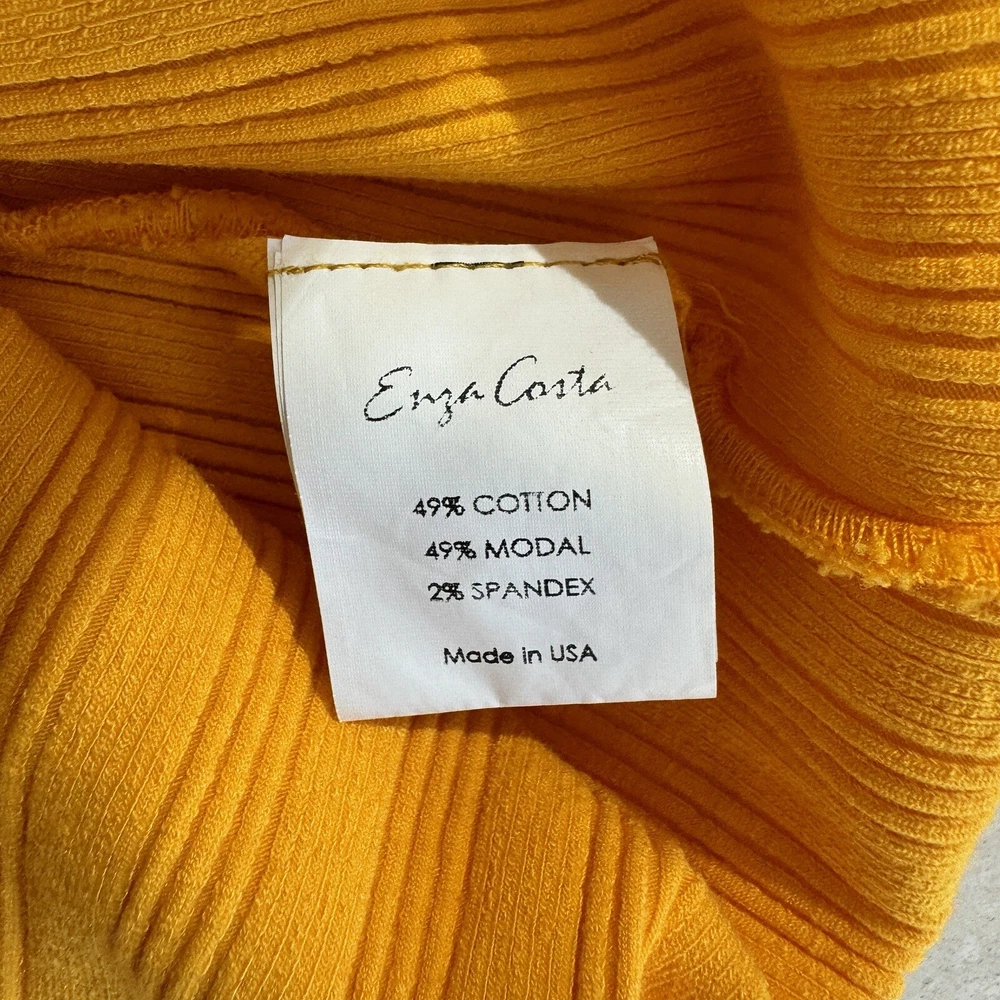 Enza Costa
49% COTTON
49% MODAL
2% SPANDEX
Made in USA